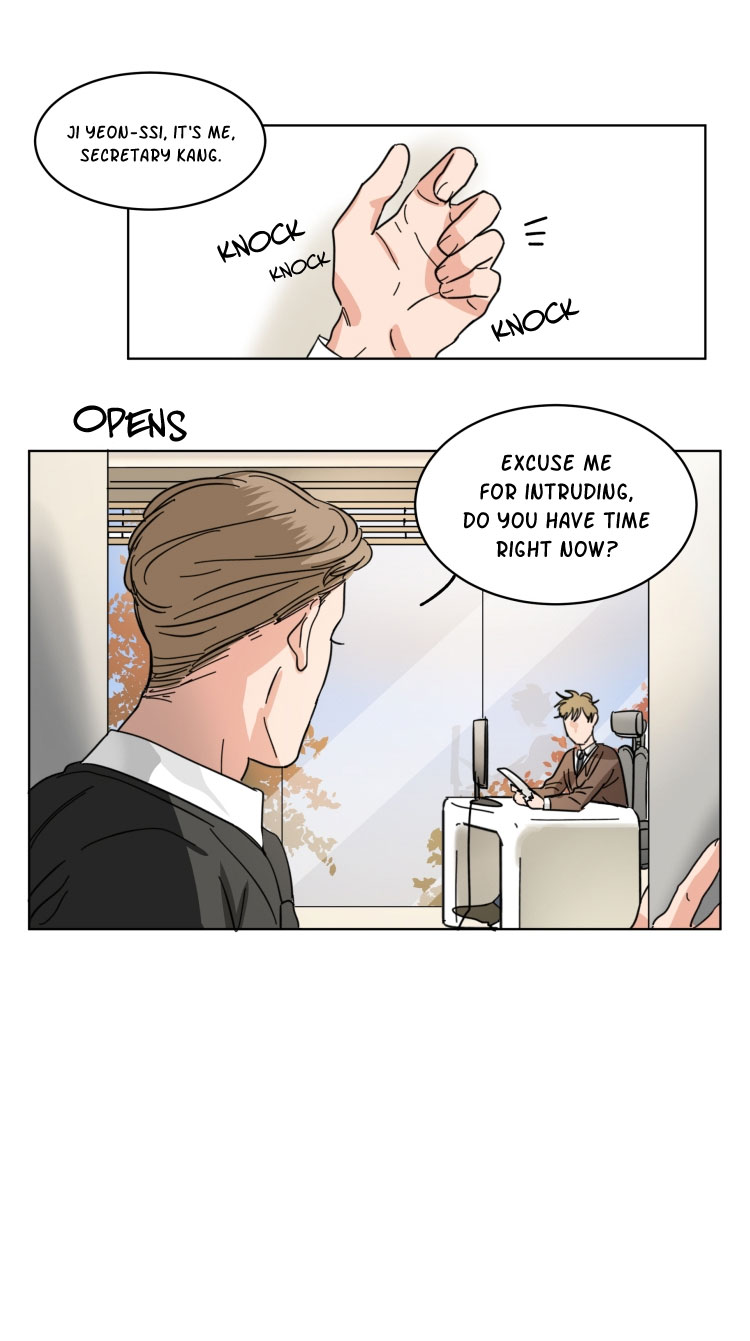 JI YEON-SSI, IT'S ME,
SECRETARY KANG.
KNOCK
KNOCK
KNOCK
OPENS
EXCUSE ME
FOR INTRUDING,
DO YOU HAVE TIME
RIGHT NOW?